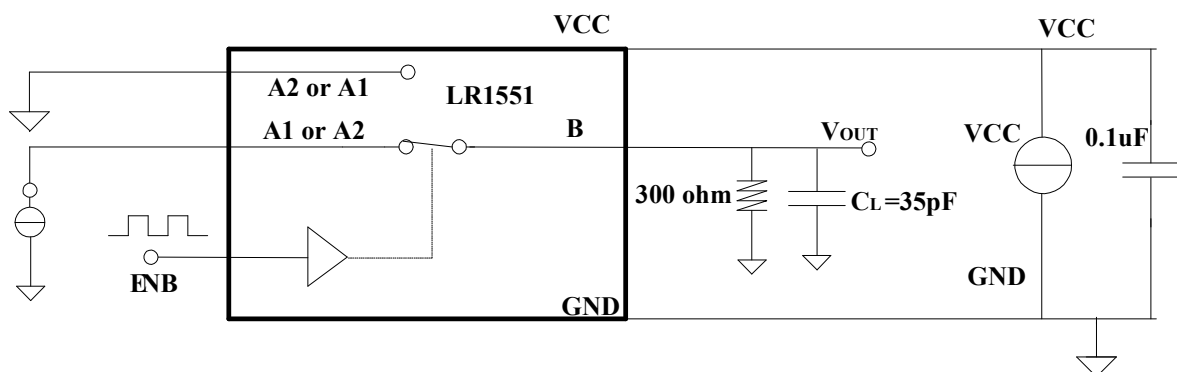 VCC
VCC
A2 or A1
LR1551
A1 or A2
B
VOUT
VCC
0.1uF
300 ohm
CL=35pF
ENB
GND
GND